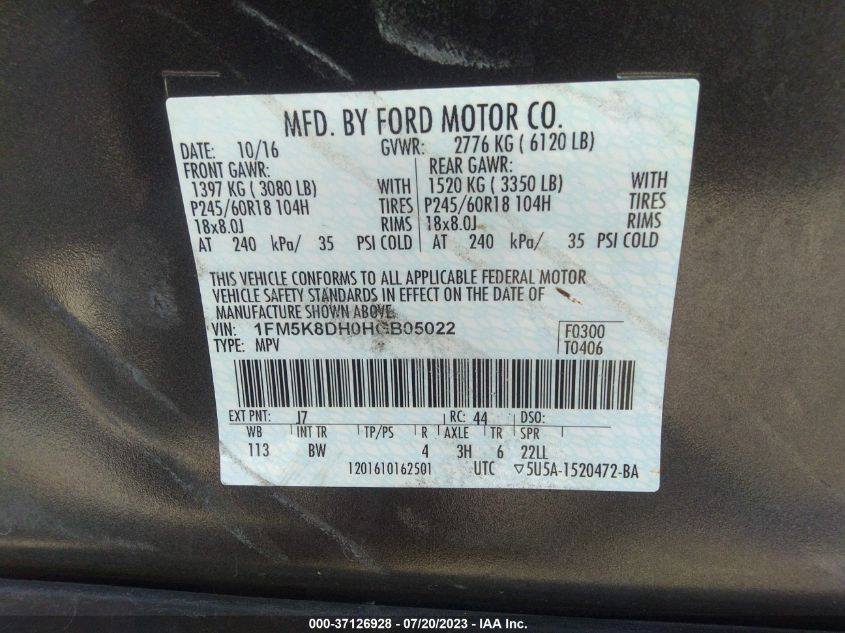 MFD. BY FORD MOTOR CO.
DATE: 10/16 GVWR: 2776 KG ( 6120 LB)
FRONT GAWR: REAR GAWR:
1397 KG ( 3080 LB) WITH 1520 KG ( 3350 LB) WITH
P245/60R18 104H TIRES P245/60R18 104H TIRES
18x8.0J RIMS 18x8.0J RIMS
AT 240 kPa/ 35 PSI COLD AT 240 kPa/ 35 PSI COLD
THIS VEHICLE CONFORMS TO ALL APPLICABLE FEDERAL MOTOR
VEHICLE SAFETY STANDARDS IN EFFECT ON THE DATE OF
MANUFACTURE SHOWN ABOVE.
VIN: 1FM5K8DH0HGB05022 F0300
TYPE: MPV T0406
EXT PNT: J7 RC: 44 DSO:
WB INT TR TP/PS R AXLE TR SPR
113 BW 4 3H 6 22LL
1201610162501 UTC ▽5U5A-1520472-BA
000-37126928 - 07/20/2023 - IAA Inc.